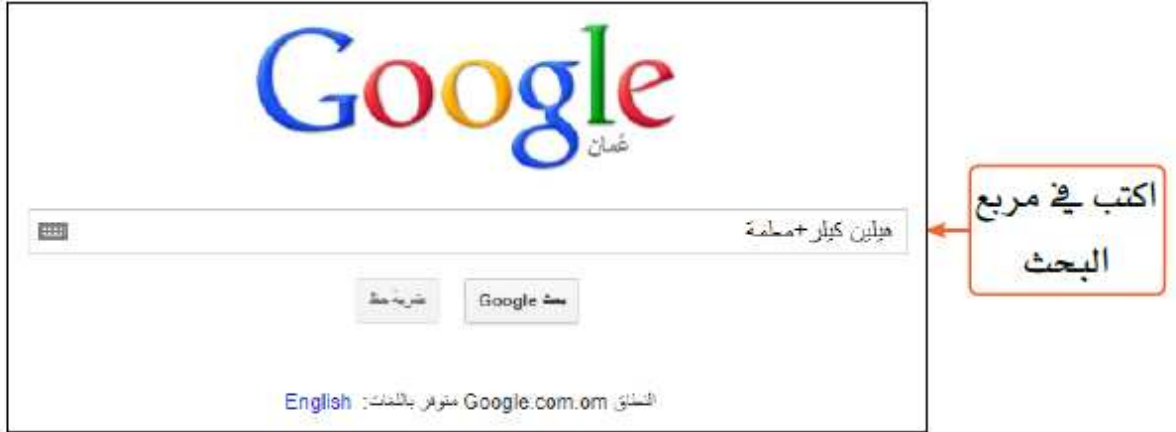 Google
عُمان
هيلين كيلر+معلمة
اكتب في مربع
البحث
بحث Google
ضربة حظ
النطاق Google.com.om متوفر باللغات: English